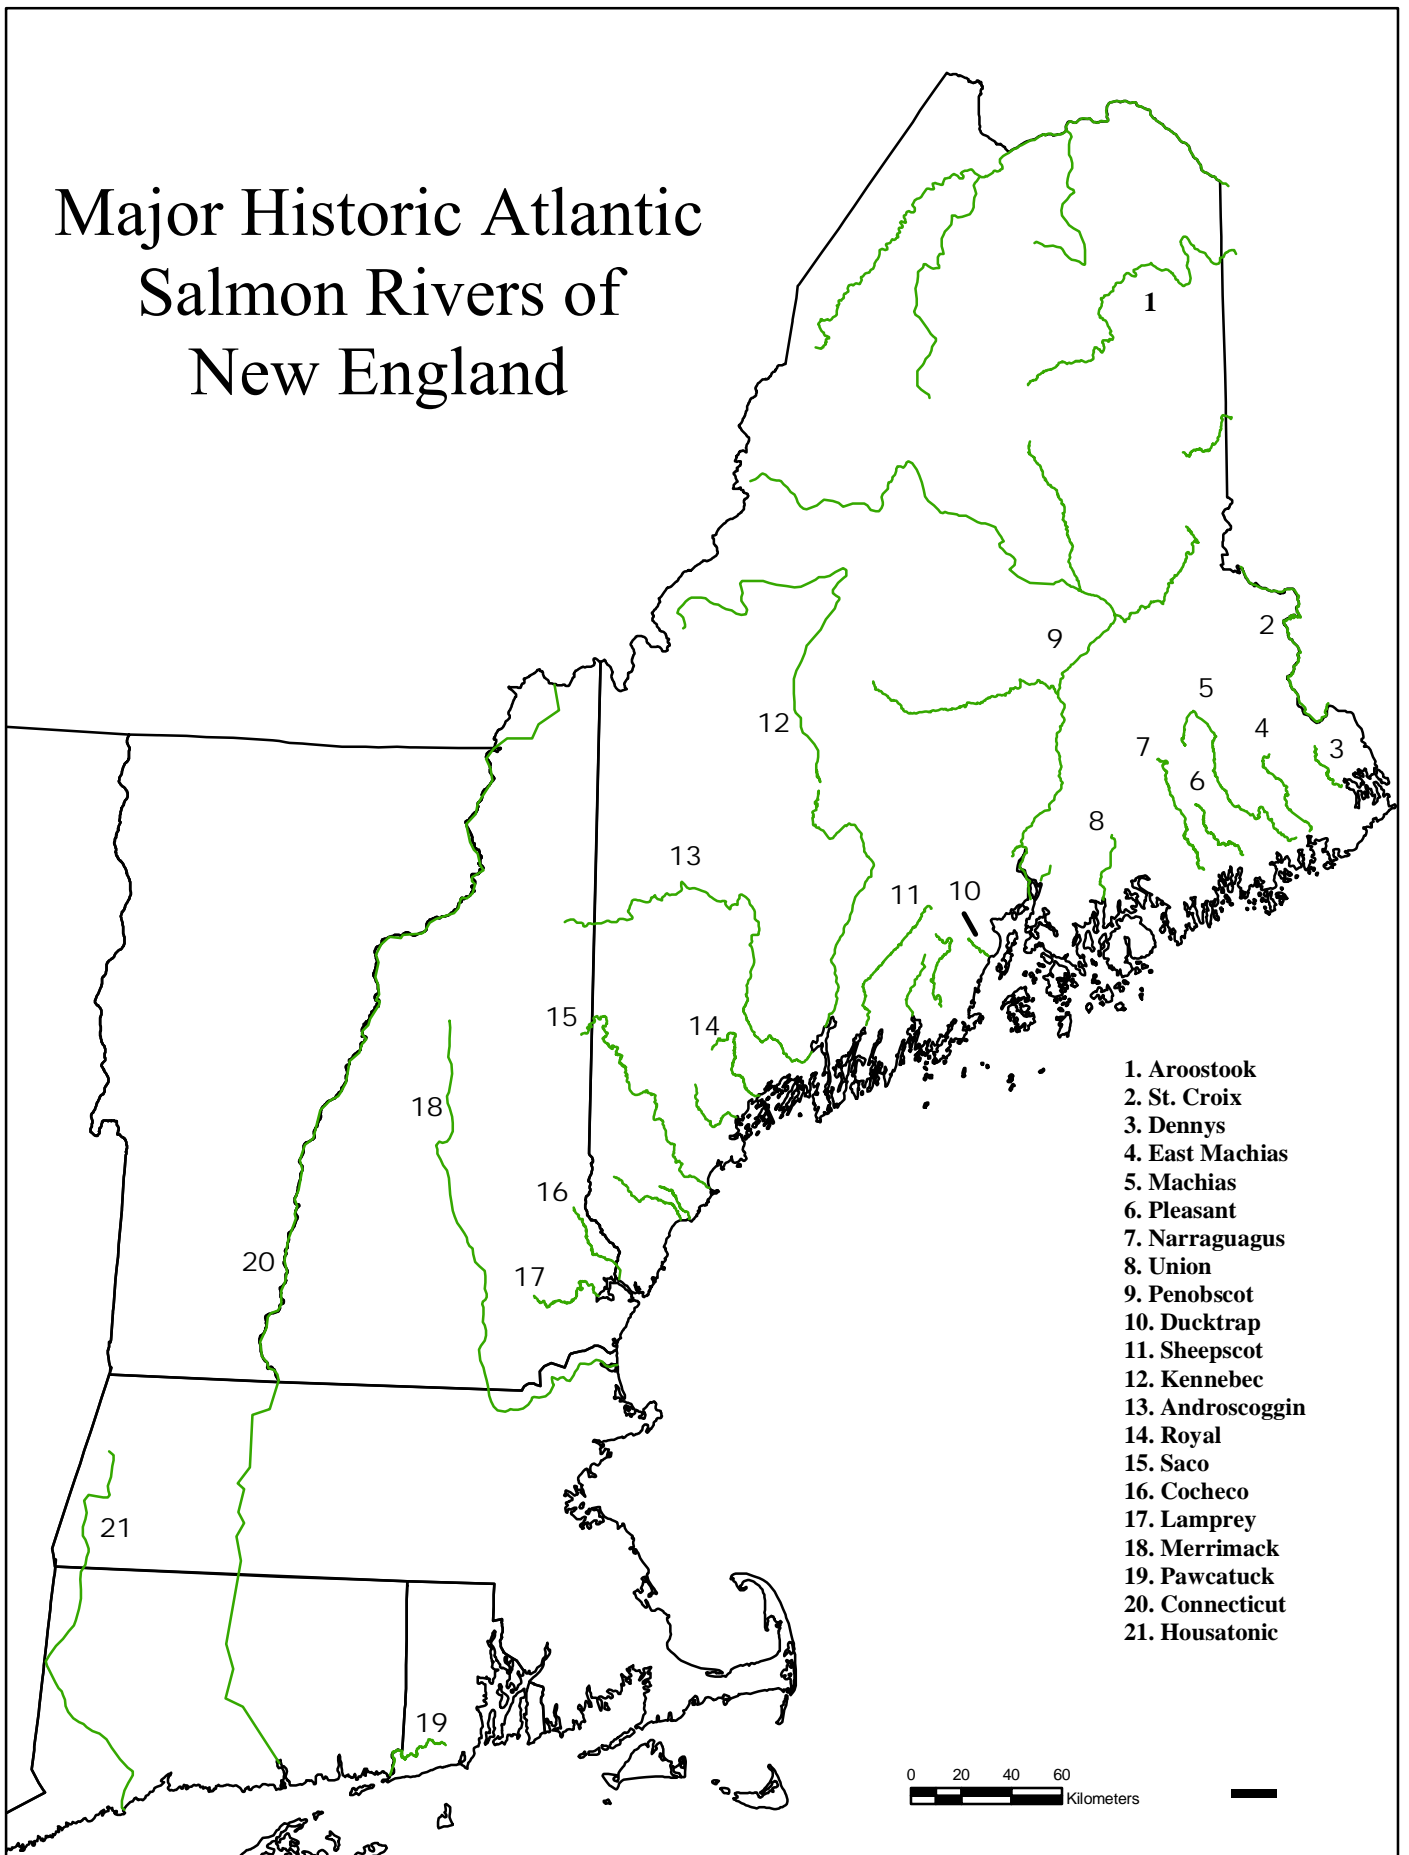 Major Historic Atlantic
Salmon Rivers of
New England
1
2
9
5
12
7
4
3
6
8
13
11
10
15
14
18
16
20
17
21
19
1. Aroostook
2. St. Croix
3. Dennys
4. East Machias
5. Machias
6. Pleasant
7. Narraguagus
8. Union
9. Penobscot
10. Ducktrap
11. Sheepscot
12. Kennebec
13. Androscoggin
14. Royal
15. Saco
16. Cocheco
17. Lamprey
18. Merrimack
19. Pawcatuck
20. Connecticut
21. Housatonic
0 20 40 60
Kilometers